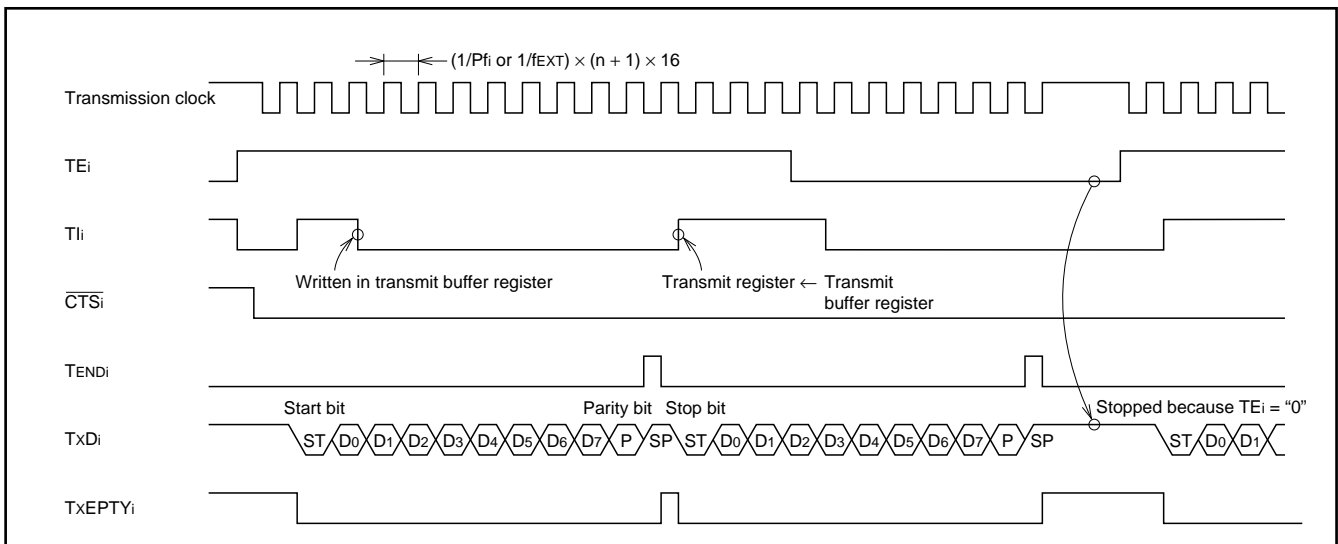 (1/Pfi or 1/fEXT) × (n + 1) × 16
Transmission clock
TEi
TIi
Written in transmit buffer register
Transmit register ← Transmit
buffer register
CTSi
TENDi
Start bit
Parity bit
Stop bit
Stopped because TEi = “0”
TXDi
ST D0 D1 D2 D3 D4 D5 D6 D7 P SP ST D0 D1 D2 D3 D4 D5 D6 D7 P SP ST D0 D1
TXEPTYi